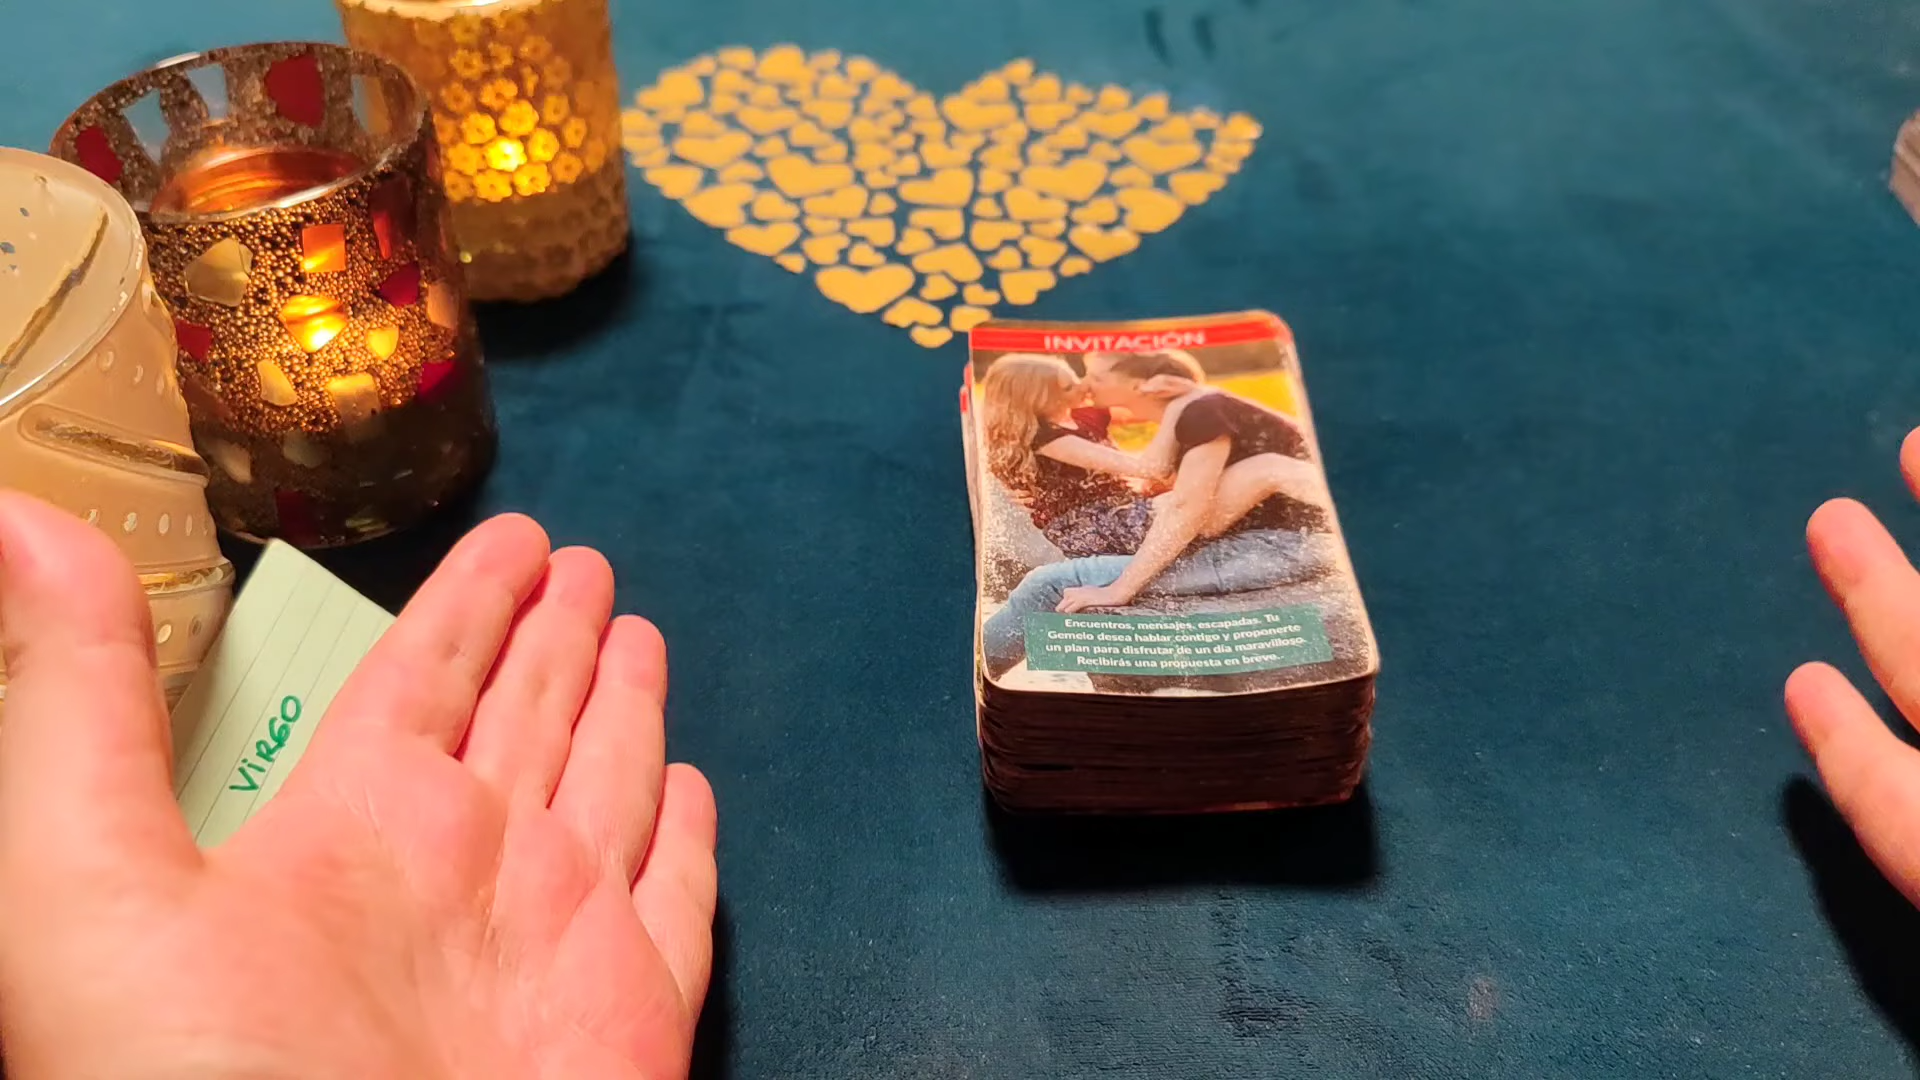 INVITACIÓN
Encuentros, mensajes, escapadas. Tu
Gemelo desea hablar contigo y proponerte
un plan para disfrutar de un día maravilloso.
Recibirás una propuesta en breve..
VIRGO